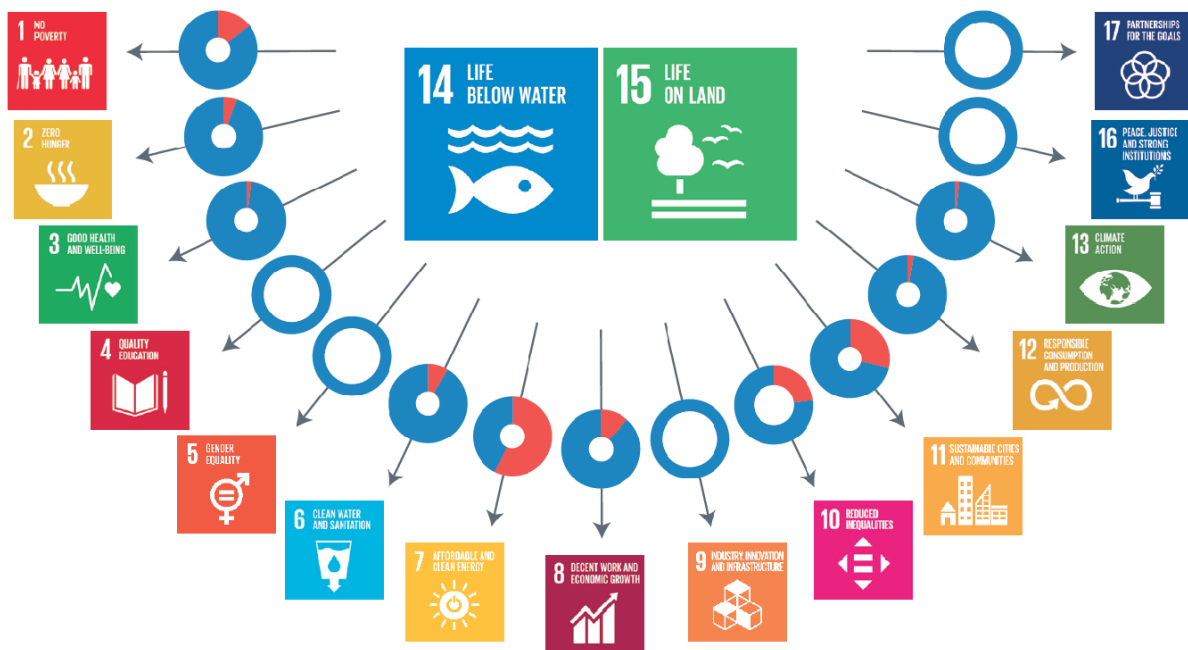 1 NO
POVERTY
2 ZERO
HUNGER
3 GOOD HEALTH
AND WELL-BEING
4 QUALITY
EDUCATION
5 GENDER
EQUALITY
6 CLEAN WATER
AND SANITATION
7 AFFORDABLE AND
CLEAN ENERGY
8 DECENT WORK AND
ECONOMIC GROWTH
9 INDUSTRY, INNOVATION
AND INFRASTRUCTURE
10 REDUCED
INEQUALITIES
11 SUSTAINABLE CITIES
AND COMMUNITIES
12 RESPONSIBLE
CONSUMPTION
AND PRODUCTION
13 CLIMATE
ACTION
14 LIFE
BELOW WATER
15 LIFE
ON LAND
16 PEACE, JUSTICE
AND STRONG
INSTITUTIONS
17 PARTNERSHIPS
FOR THE GOALS